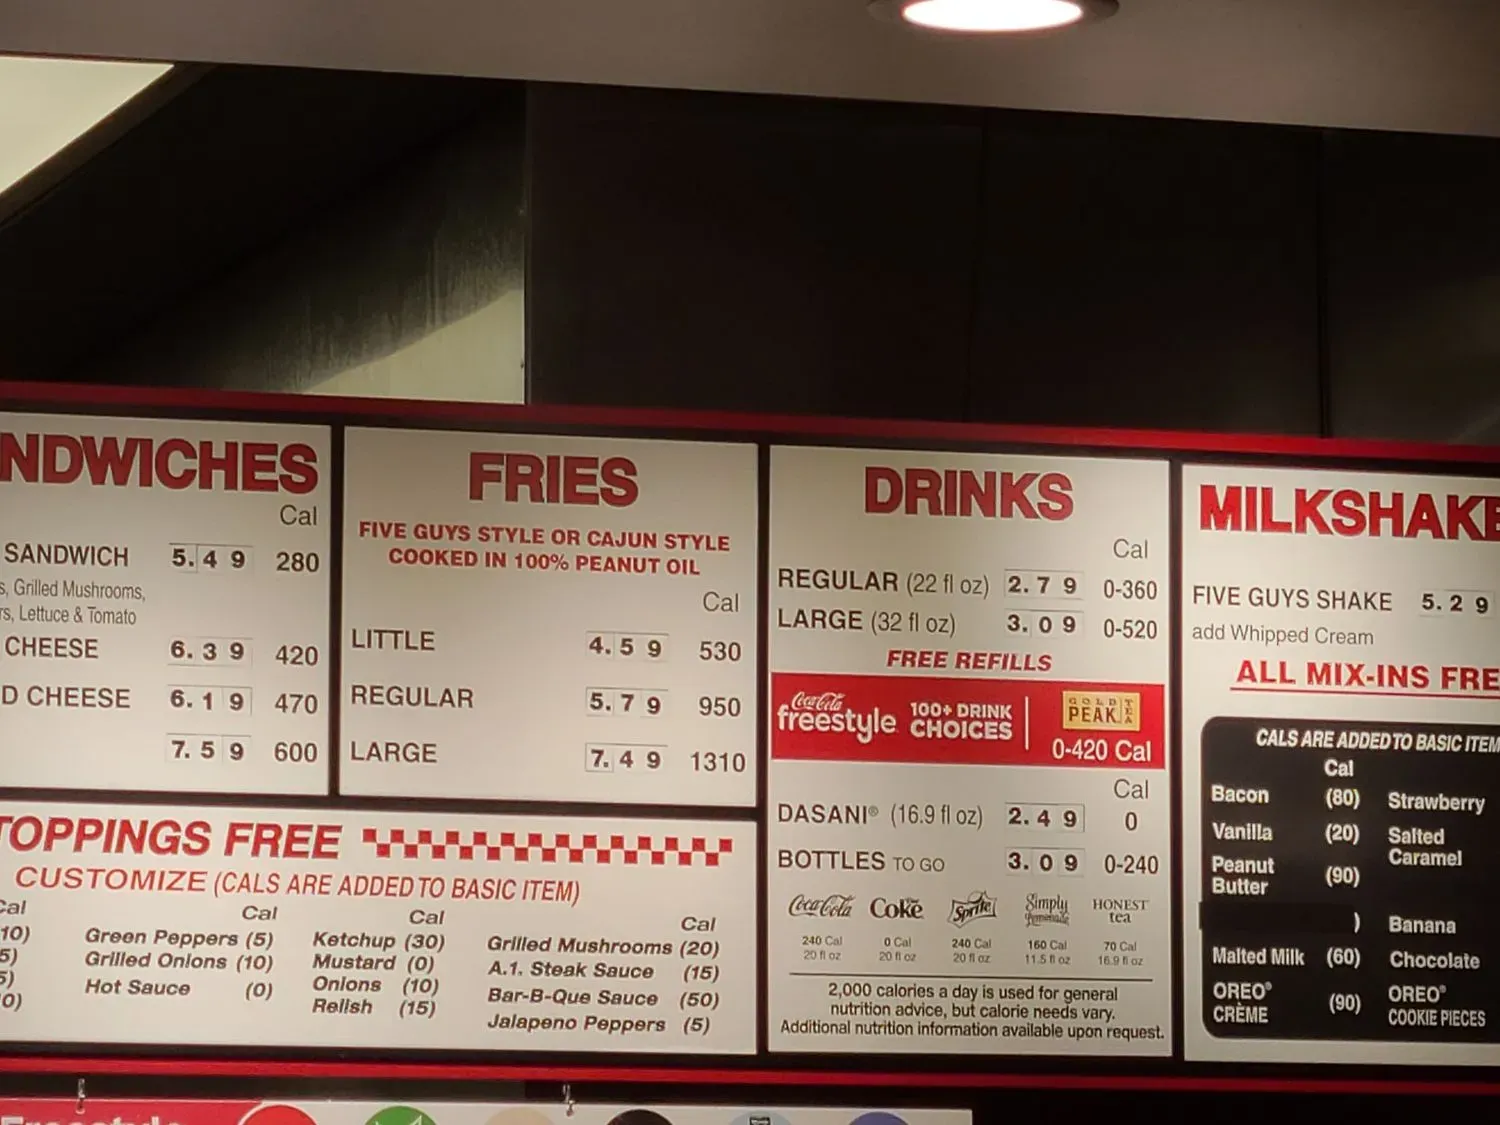 NDWICHES
Cal
SANDWICH 5.49 280
s, Grilled Mushrooms,
rs, Lettuce & Tomato
CHEESE 6.39 420
D CHEESE 6.19 470
7.59 600
FRIES
FIVE GUYS STYLE OR CAJUN STYLE
COOKED IN 100% PEANUT OIL
Cal
LITTLE 4.59 530
REGULAR 5.79 950
LARGE 7.49 1310
TOPPINGS FREE
CUSTOMIZE (CALS ARE ADDED TO BASIC ITEM)
Cal Cal Cal Cal
10) Green Peppers (5) Ketchup (30) Grilled Mushrooms (20)
5) Grilled Onions (10) Mustard (0) A.1. Steak Sauce (15)
5) Hot Sauce (0) Onions (10) Bar-B-Que Sauce (50)
0) Relish (15) Jalapeno Peppers (5)
DRINKS
Cal
REGULAR (22 fl oz) 2.79 0-360
LARGE (32 fl oz) 3.09 0-520
FREE REFILLS
Coca-Cola
freestyle 100+ DRINK
CHOICES
GOLD
PEAK TEA
0-420 Cal
Cal
DASANI® (16.9 fl oz) 2.49 0
BOTTLES TO GO 3.09 0-240
Coca-Cola Coke Sprite Simply Lemonade HONEST tea
240 Cal 0 Cal 240 Cal 160 Cal 70 Cal
20 fl oz 20 fl oz 20 fl oz 11.5 fl oz 16.9 fl oz
2,000 calories a day is used for general
nutrition advice, but calorie needs vary.
Additional nutrition information available upon request.
MILKSHAKE
FIVE GUYS SHAKE 5.29
add Whipped Cream
ALL MIX-INS FRE
CALS ARE ADDED TO BASIC ITEM
Cal
Bacon (80) Strawberry
Vanilla (20) Salted
Caramel
Peanut
Butter (90)
) Banana
Malted Milk (60) Chocolate
OREO® OREO®
CRÈME (90) COOKIE PIECES
Freestyle